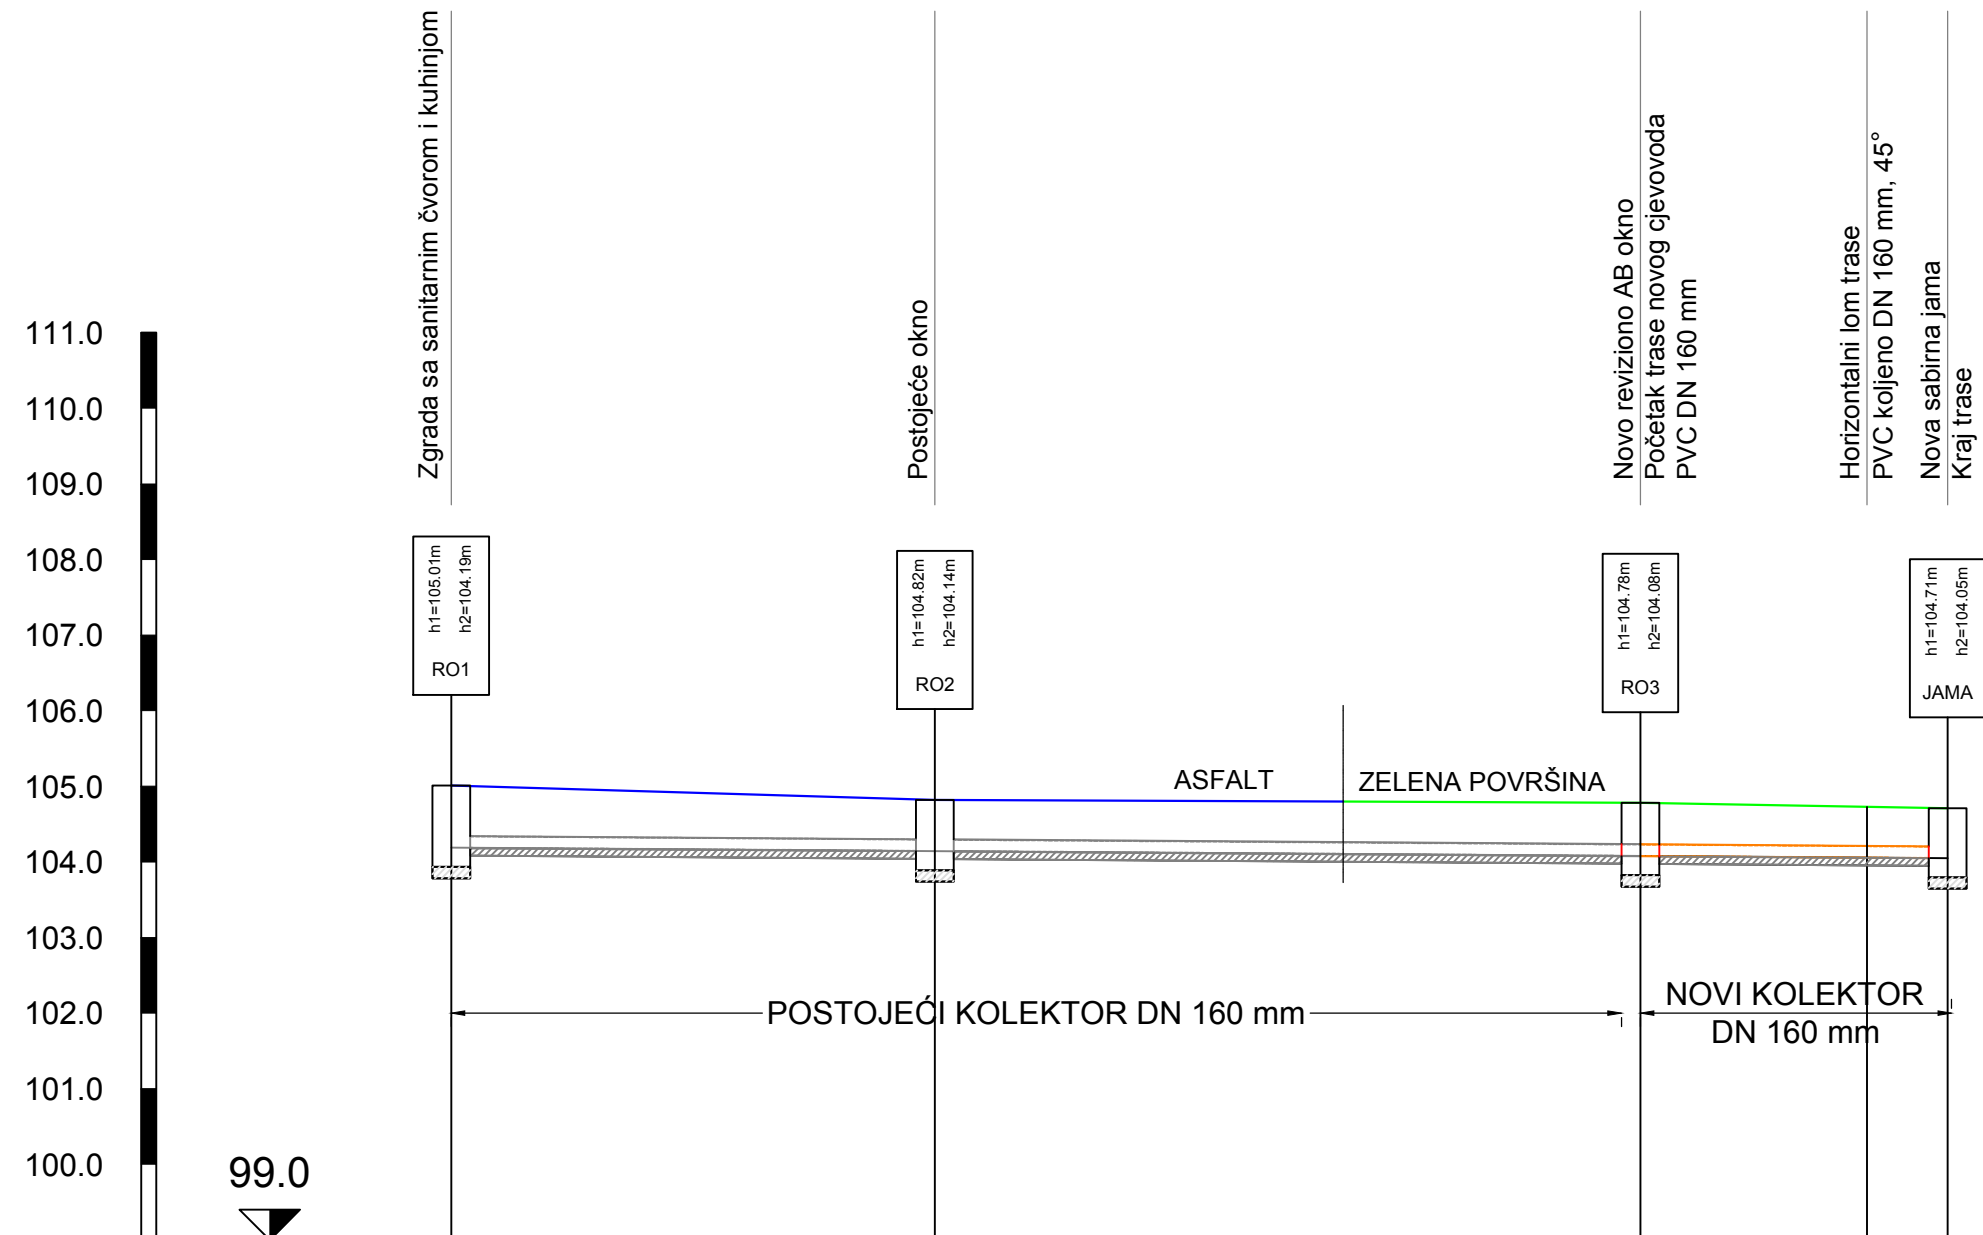 Zgrada sa sanitarnim čvorom i kuhinjom
Postojeće okno
Novo reviziono AB okno
Početak trase novog cjevovoda
PVC DN 160 mm
Horizontalni lom trase
PVC koljeno DN 160 mm, 45°
Nova sabirna jama
Kraj trase
111.0
110.0
109.0
108.0
107.0
106.0
105.0
104.0
103.0
102.0
101.0
100.0
99.0
h1=105.01m
h2=104.19m
RO1
h1=104.82m
h2=104.14m
RO2
h1=104.78m
h2=104.08m
RO3
h1=104.71m
h2=104.05m
JAMA
ASFALT
ZELENA POVRŠINA
POSTOJEĆI KOLEKTOR DN 160 mm
NOVI KOLEKTOR
DN 160 mm